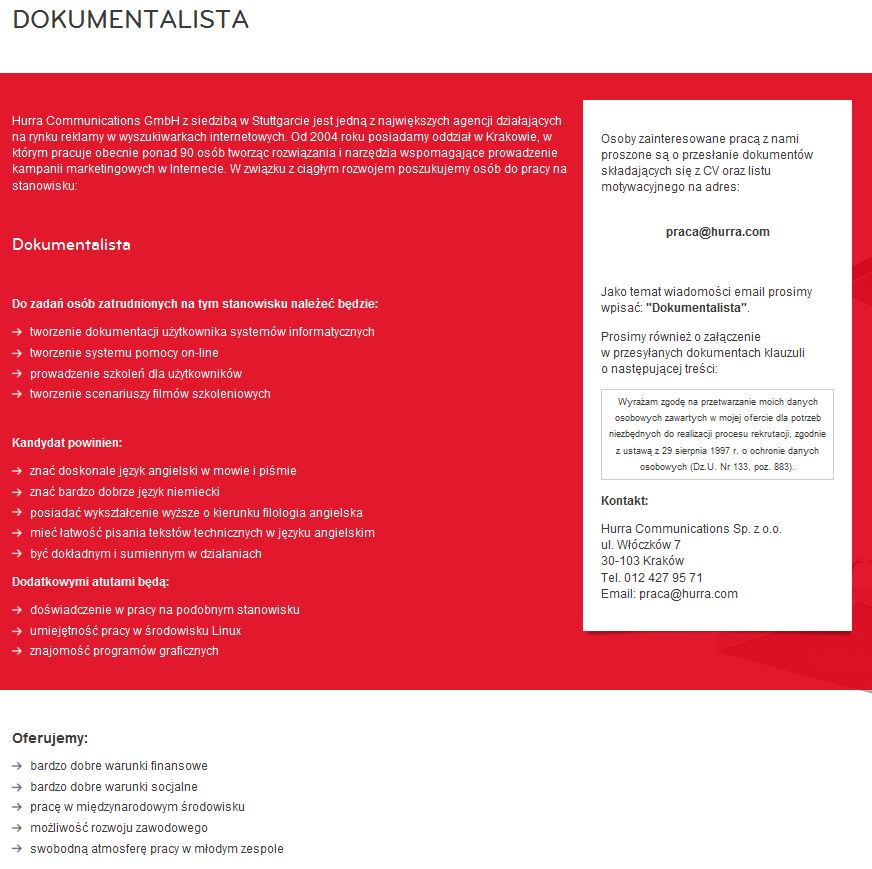 DOKUMENTALISTA
Hurra Communications GmbH z siedzibą w Stuttgarcie jest jedną z największych agencji działających
na rynku reklamy w wyszukiwarkach internetowych. Od 2004 roku posiadamy oddział w Krakowie, w
którym pracuje obecnie ponad 90 osób tworząc rozwiązania i narzędzia wspomagające prowadzenie
kampanii marketingowych w Internecie. W związku z ciągłym rozwojem poszukujemy osób do pracy na
stanowisku:
Dokumentalista
Do zadań osób zatrudnionych na tym stanowisku należeć będzie:
→ tworzenie dokumentacji użytkownika systemów informatycznych
→ tworzenie systemu pomocy on-line
→ prowadzenie szkoleń dla użytkowników
→ tworzenie scenariuszy filmów szkoleniowych
Kandydat powinien:
→ znać doskonale język angielski w mowie i piśmie
→ znać bardzo dobrze język niemiecki
→ posiadać wykształcenie wyższe o kierunku filologia angielska
→ mieć łatwość pisania tekstów technicznych w języku angielskim
→ być dokładnym i sumiennym w działaniach
Dodatkowymi atutami będą:
→ doświadczenie w pracy na podobnym stanowisku
→ umiejętność pracy w środowisku Linux
→ znajomość programów graficznych
Osoby zainteresowane pracą z nami
proszone są o przesłanie dokumentów
składających się z CV oraz listu
motywacyjnego na adres:
praca@hurra.com
Jako temat wiadomości email prosimy
wpisać: "Dokumentalista".
Prosimy również o załączenie
w przesyłanych dokumentach klauzuli
o następującej treści:
Wyrażam zgodę na przetwarzanie moich danych
osobowych zawartych w mojej ofercie dla potrzeb
niezbędnych do realizacji procesu rekrutacji, zgodnie
z ustawą z 29 sierpnia 1997 r. o ochronie danych
osobowych (Dz.U. Nr 133, poz. 883).
Kontakt:
Hurra Communications Sp. z o.o.
ul. Włóczków 7
30-103 Kraków
Tel. 012 427 95 71
Email: praca@hurra.com
Oferujemy:
→ bardzo dobre warunki finansowe
→ bardzo dobre warunki socjalne
→ pracę w międzynarodowym środowisku
→ możliwość rozwoju zawodowego
→ swobodną atmosferę pracy w młodym zespole